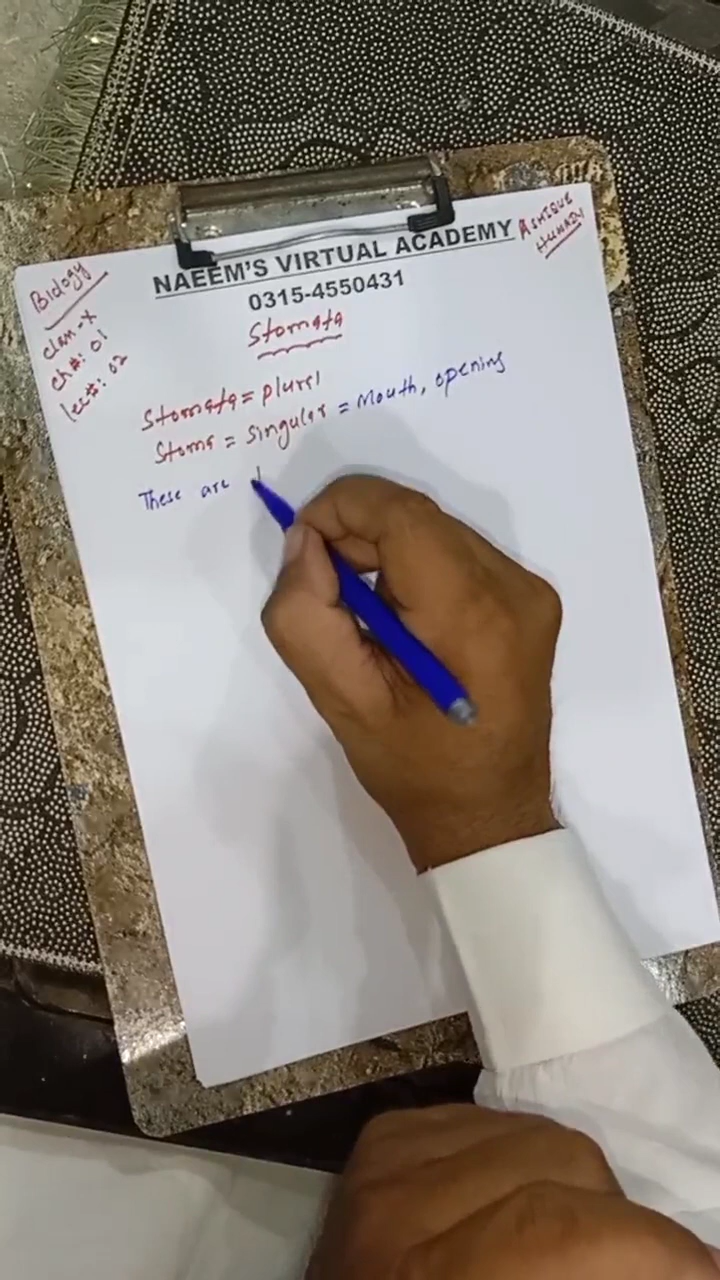 NAEEM'S VIRTUAL ACADEMY
0315-4550431
Biology
Class-X
ch#: 01
lec#: 02
ASHIQUE
HUSSAIN
Stomata
Stomata = plurel
Stoma = singular = Mouth, opening
These are